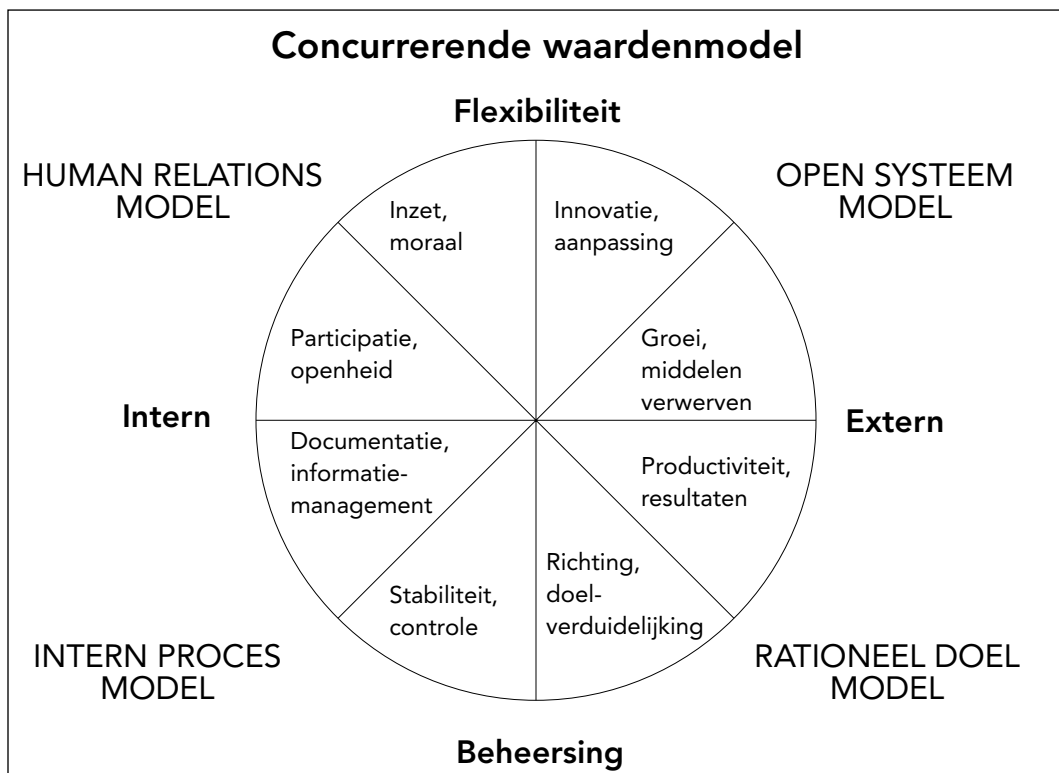 Concurrerende waardenmodel
Flexibiliteit
HUMAN RELATIONS
MODEL
OPEN SYSTEEM
MODEL
Inzet,
moraal
Innovatie,
aanpassing
Participatie,
openheid
Groei,
middelen
verwerven
Intern
Extern
Documentatie,
informatie-
management
Productiviteit,
resultaten
Stabiliteit,
controle
Richting,
doel-
verduidelijking
INTERN PROCES
MODEL
RATIONEEL DOEL
MODEL
Beheersing